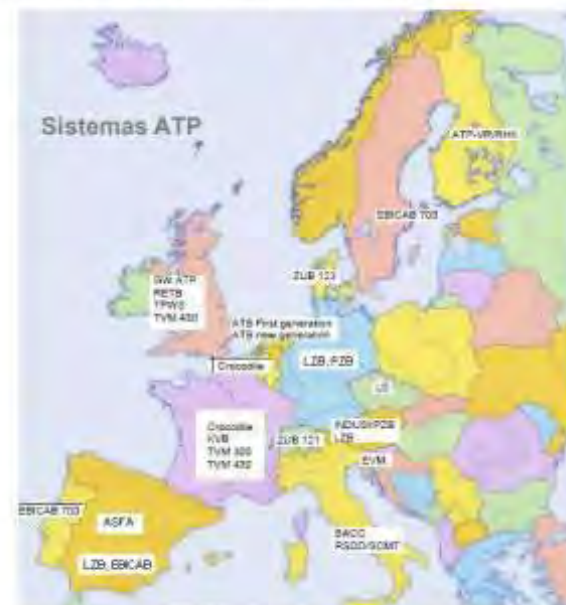 Sistemas ATP
ATP-VR/RHK
EBICAB 700
ZUB 123
GW ATP
RETB
TPWS
TVM 430
ATB First generation
ATB new generation
Crocodile
LZB, PZB
LS
Crocodile
KVB
TVM 300
TVM 430
ZUB 121
INDUSI/PZB
LZB
EVM
EBICAB 700
ASFA
LZB, EBICAB
BACC
RSDD/SCMT